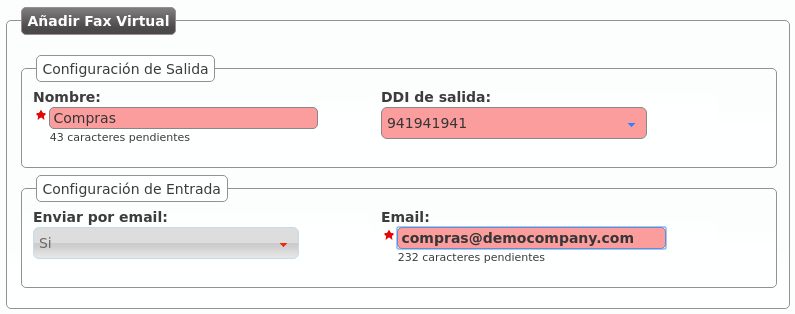 Añadir Fax Virtual
Configuración de Salida
Nombre:
Compras
43 caracteres pendientes
DDI de salida:
941941941
Configuración de Entrada
Enviar por email:
Si
Email:
compras@democompany.com
232 caracteres pendientes